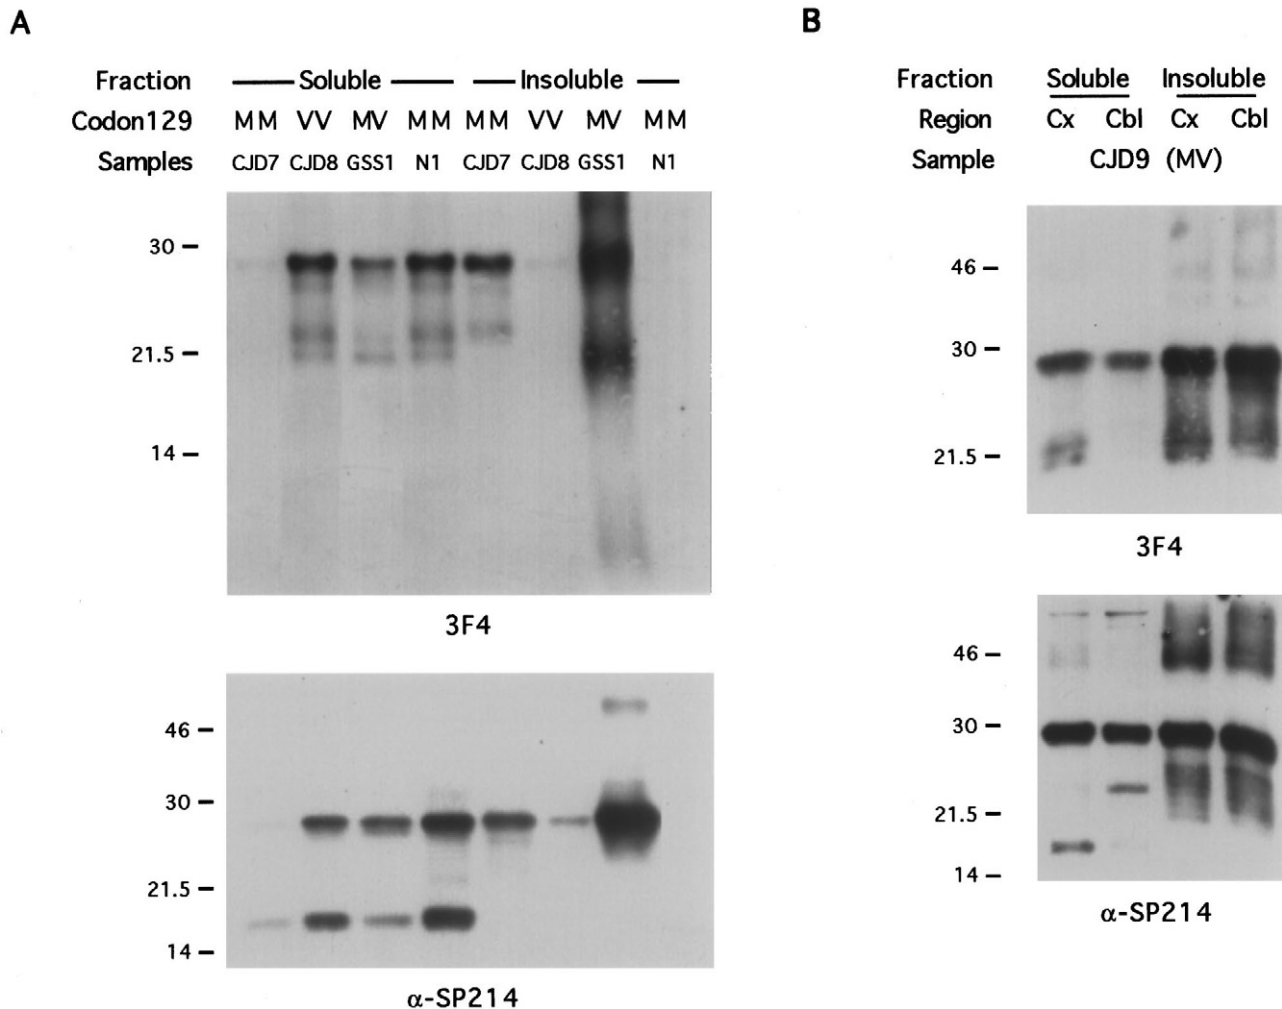 A
Fraction Soluble Insoluble
Codon129 MM VV MV MM MM VV MV MM
Samples CJD7 CJD8 GSS1 N1 CJD7 CJD8 GSS1 N1
30
21.5
14
3F4
46
30
21.5
14
α-SP214
B
Fraction Soluble Insoluble
Region Cx Cbl Cx Cbl
Sample CJD9 (MV)
46
30
21.5
3F4
46
30
21.5
14
α-SP214